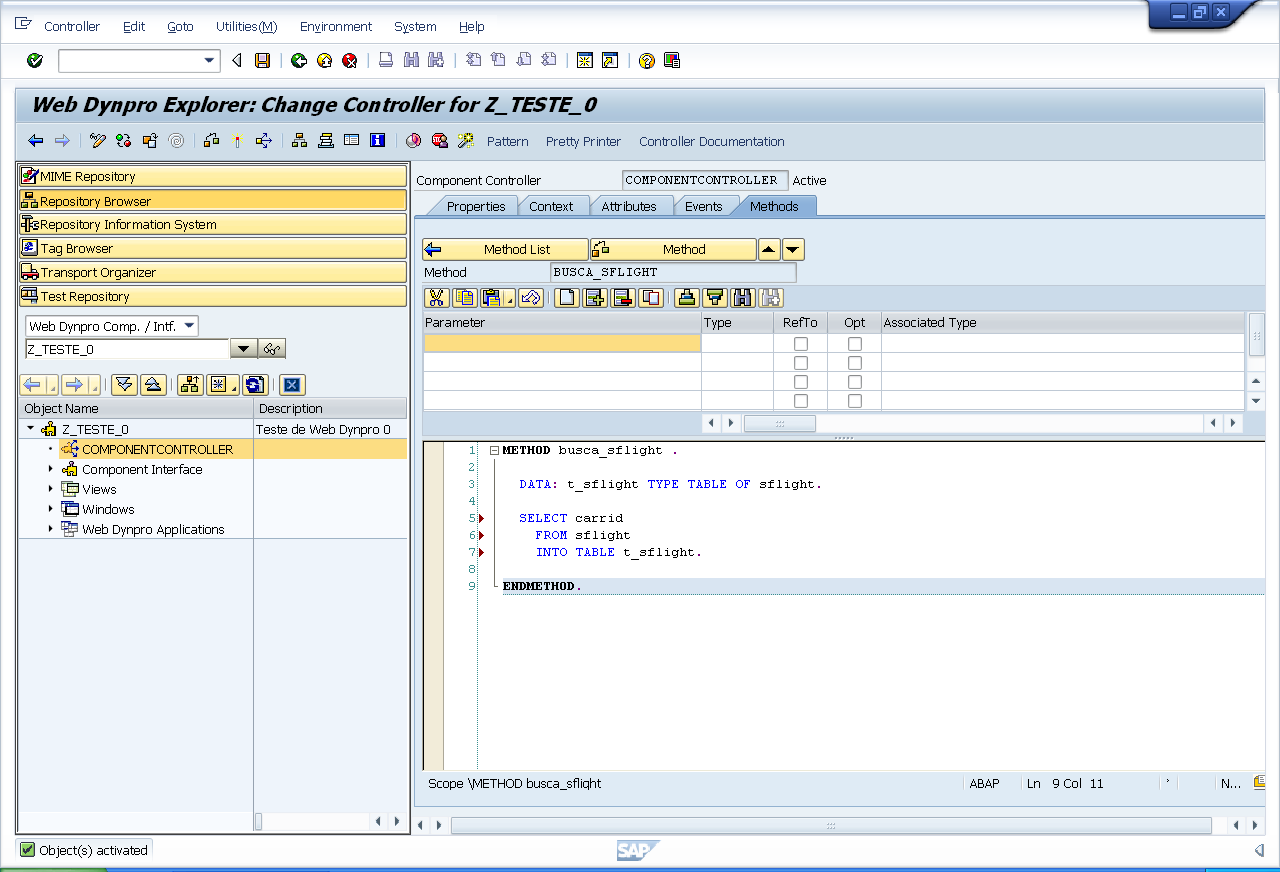 Controller Edit Goto Utilities(M) Environment System Help
Web Dynpro Explorer: Change Controller for Z_TESTE_0
Pattern Pretty Printer Controller Documentation
MIME Repository
Repository Browser
Repository Information System
Tag Browser
Transport Organizer
Test Repository
Web Dynpro Comp. / Intf.
Z_TESTE_0
Object Name Description
Z_TESTE_0 Teste de Web Dynpro 0
COMPONENTCONTROLLER
Component Interface
Views
Windows
Web Dynpro Applications
Component Controller COMPONENTCONTROLLER Active
Properties Context Attributes Events Methods
Method List Method
Method BUSCA_SFLIGHT
Parameter Type RefTo Opt Associated Type
1 METHOD busca_sflight .
2
3 DATA: t_sflight TYPE TABLE OF sflight.
4
5 SELECT carrid
6 FROM sflight
7 INTO TABLE t_sflight.
8
9 ENDMETHOD.
Scope \METHOD busca_sflight ABAP Ln 9 Col 11 N...
Object(s) activated
SAP